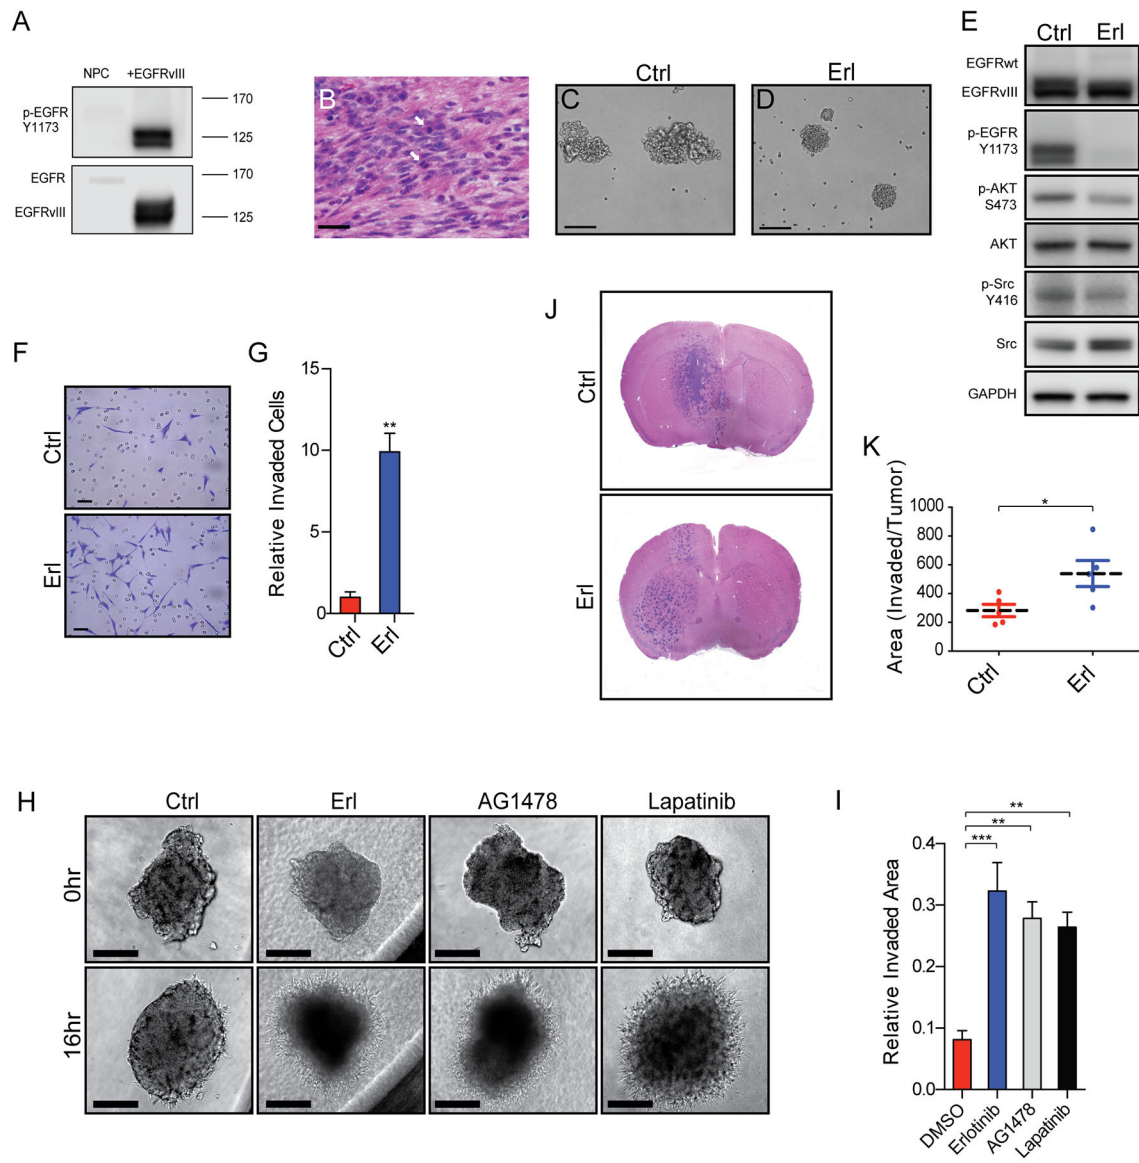 A
NPC +EGFRvIII
p-EGFR
Y1173
170
125
EGFR
EGFRvIII
170
125
B
Ctrl
C
Erl
D
E
Ctrl Erl
EGFRwt
EGFRvIII
p-EGFR
Y1173
p-AKT
S473
AKT
p-Src
Y416
Src
GAPDH
F
Ctrl
Erl
G
Relative Invaded Cells
15
10
5
0
**
Ctrl
Erl
J
Ctrl
Erl
K
Area (Invaded/Tumor)
1000
800
600
400
200
0
*
Ctrl
Erl
H
Ctrl Erl AG1478 Lapatinib
0hr
16hr
I
Relative Invaded Area
0.4
0.3
0.2
0.1
0.0
**
**
***
DMSO
Erlotinib
AG1478
Lapatinib